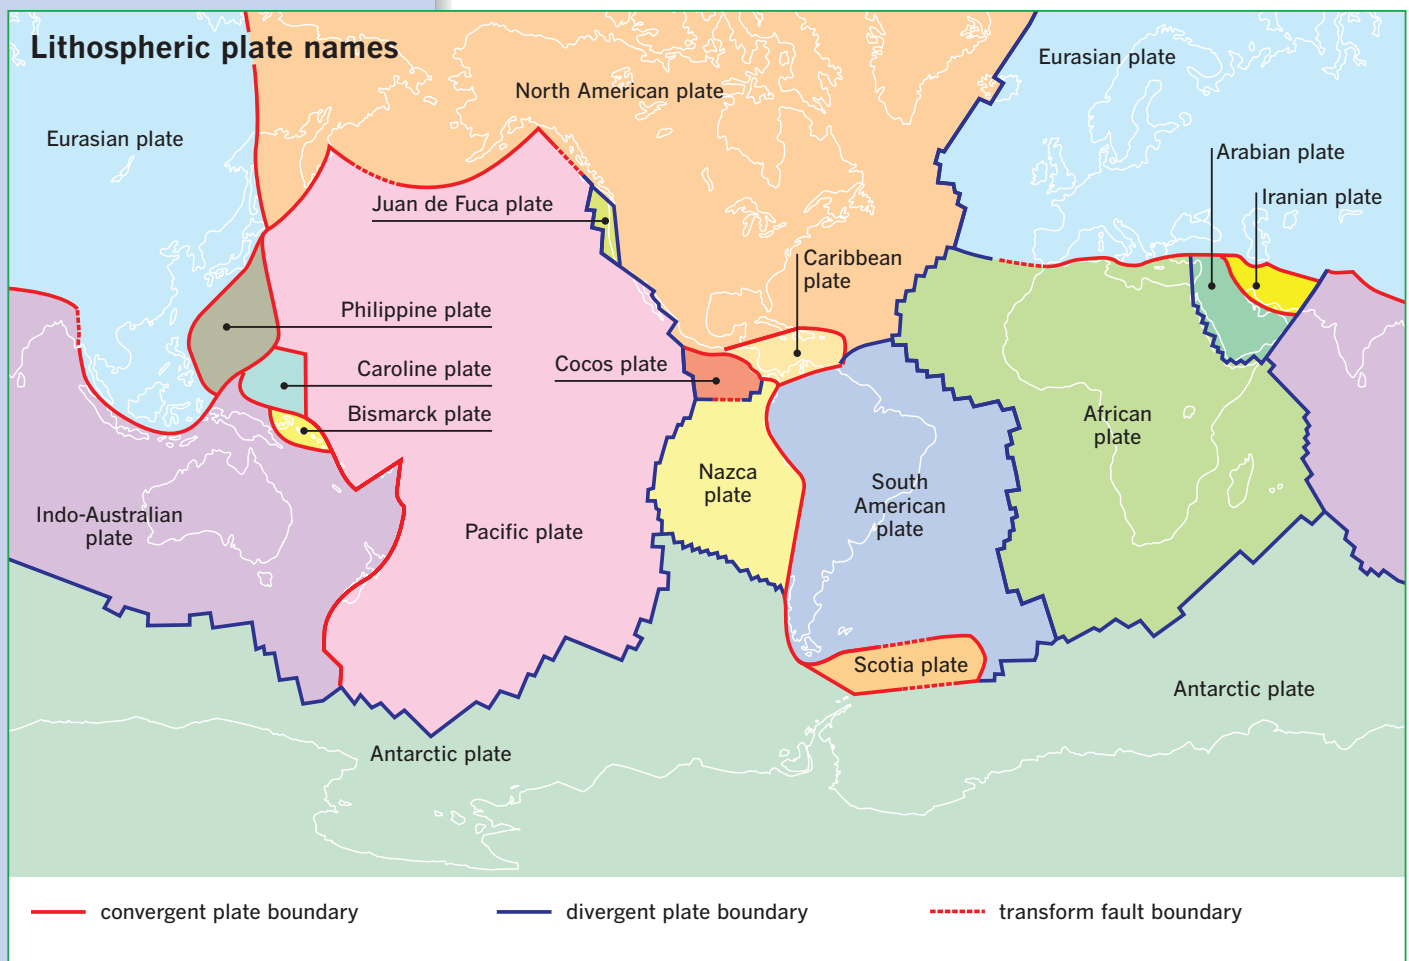 Lithospheric plate names
Eurasian plate
North American plate
Eurasian plate
Arabian plate
Iranian plate
Juan de Fuca plate
Caribbean
plate
Philippine plate
Caroline plate
Cocos plate
Bismarck plate
African
plate
Nazca
plate
South
American
plate
Indo-Australian
plate
Pacific plate
Scotia plate
Antarctic plate
Antarctic plate
convergent plate boundary
divergent plate boundary
transform fault boundary